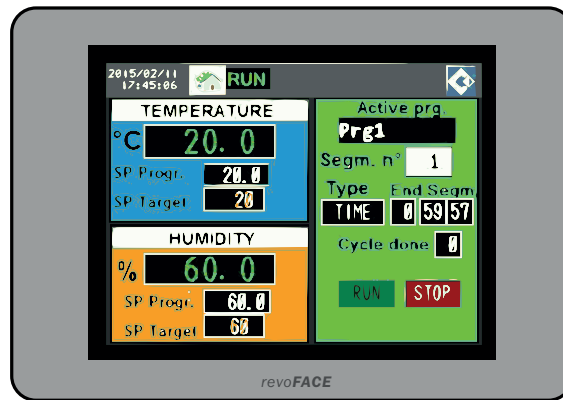 2015/02/11
17:45:06
RUN
TEMPERATURE
°C 20.0
SP Progr. 20.0
SP Target 20
HUMIDITY
% 60.0
SP Progr. 60.0
SP Target 60
Active prg.
Prg1
Segm. n° 1
Type End Segm.
TIME 0 59 57
Cycle done 0
RUN STOP
revoFACE